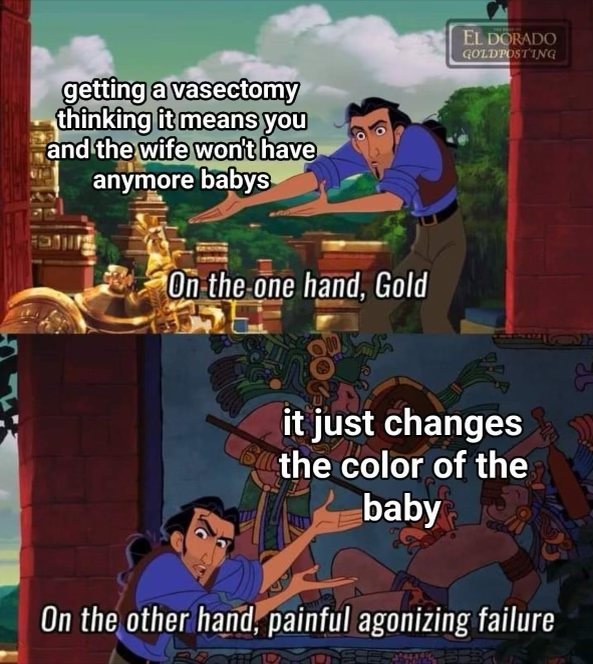 EL DORADO
GOLDPOSTING
getting a vasectomy
thinking it means you
and the wife won't have
anymore babys
On the one hand, Gold
it just changes
the color of the
baby
On the other hand, painful agonizing failure